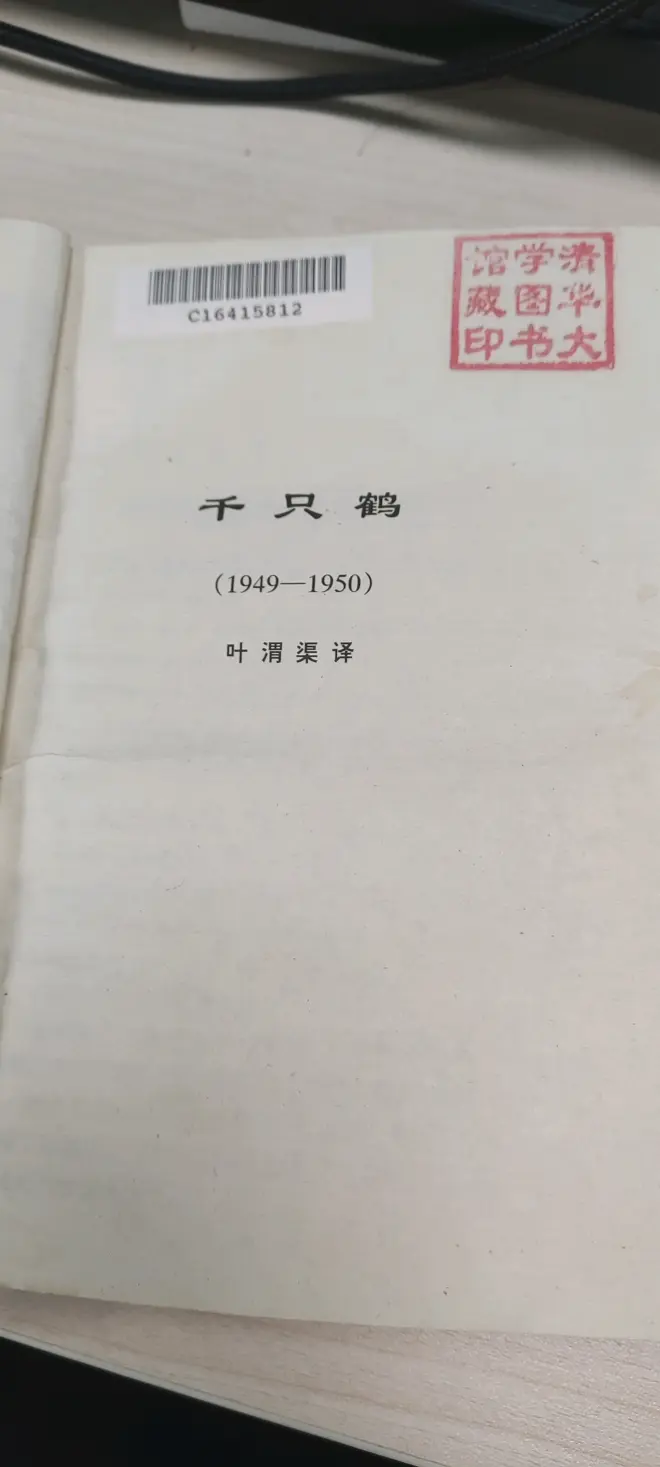 C16415812
清华大
学图书
馆藏印
千只鹤
（1949—1950）
叶渭渠译